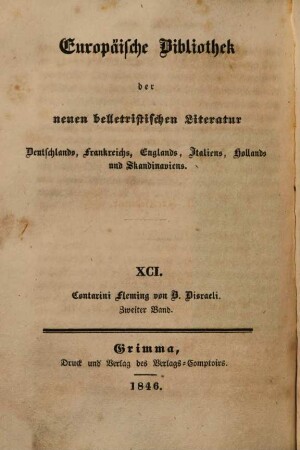 Europäische Bibliothek
der
neuen belletristischen Literatur
Deutschlands, Frankreichs, Englands, Italiens, Hollands
und Skandinaviens.
XCI.
Contarini Fleming von B. Disraeli.
Zweiter Band.
Grimma,
Druck und Verlag des Verlags-Comptoirs.
1846.